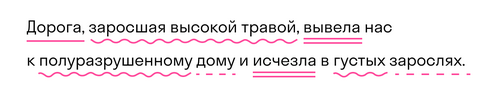 Дорога, заросшая высокой травой, вывела нас
к полуразрушенному дому и исчезла в густых зарослях.